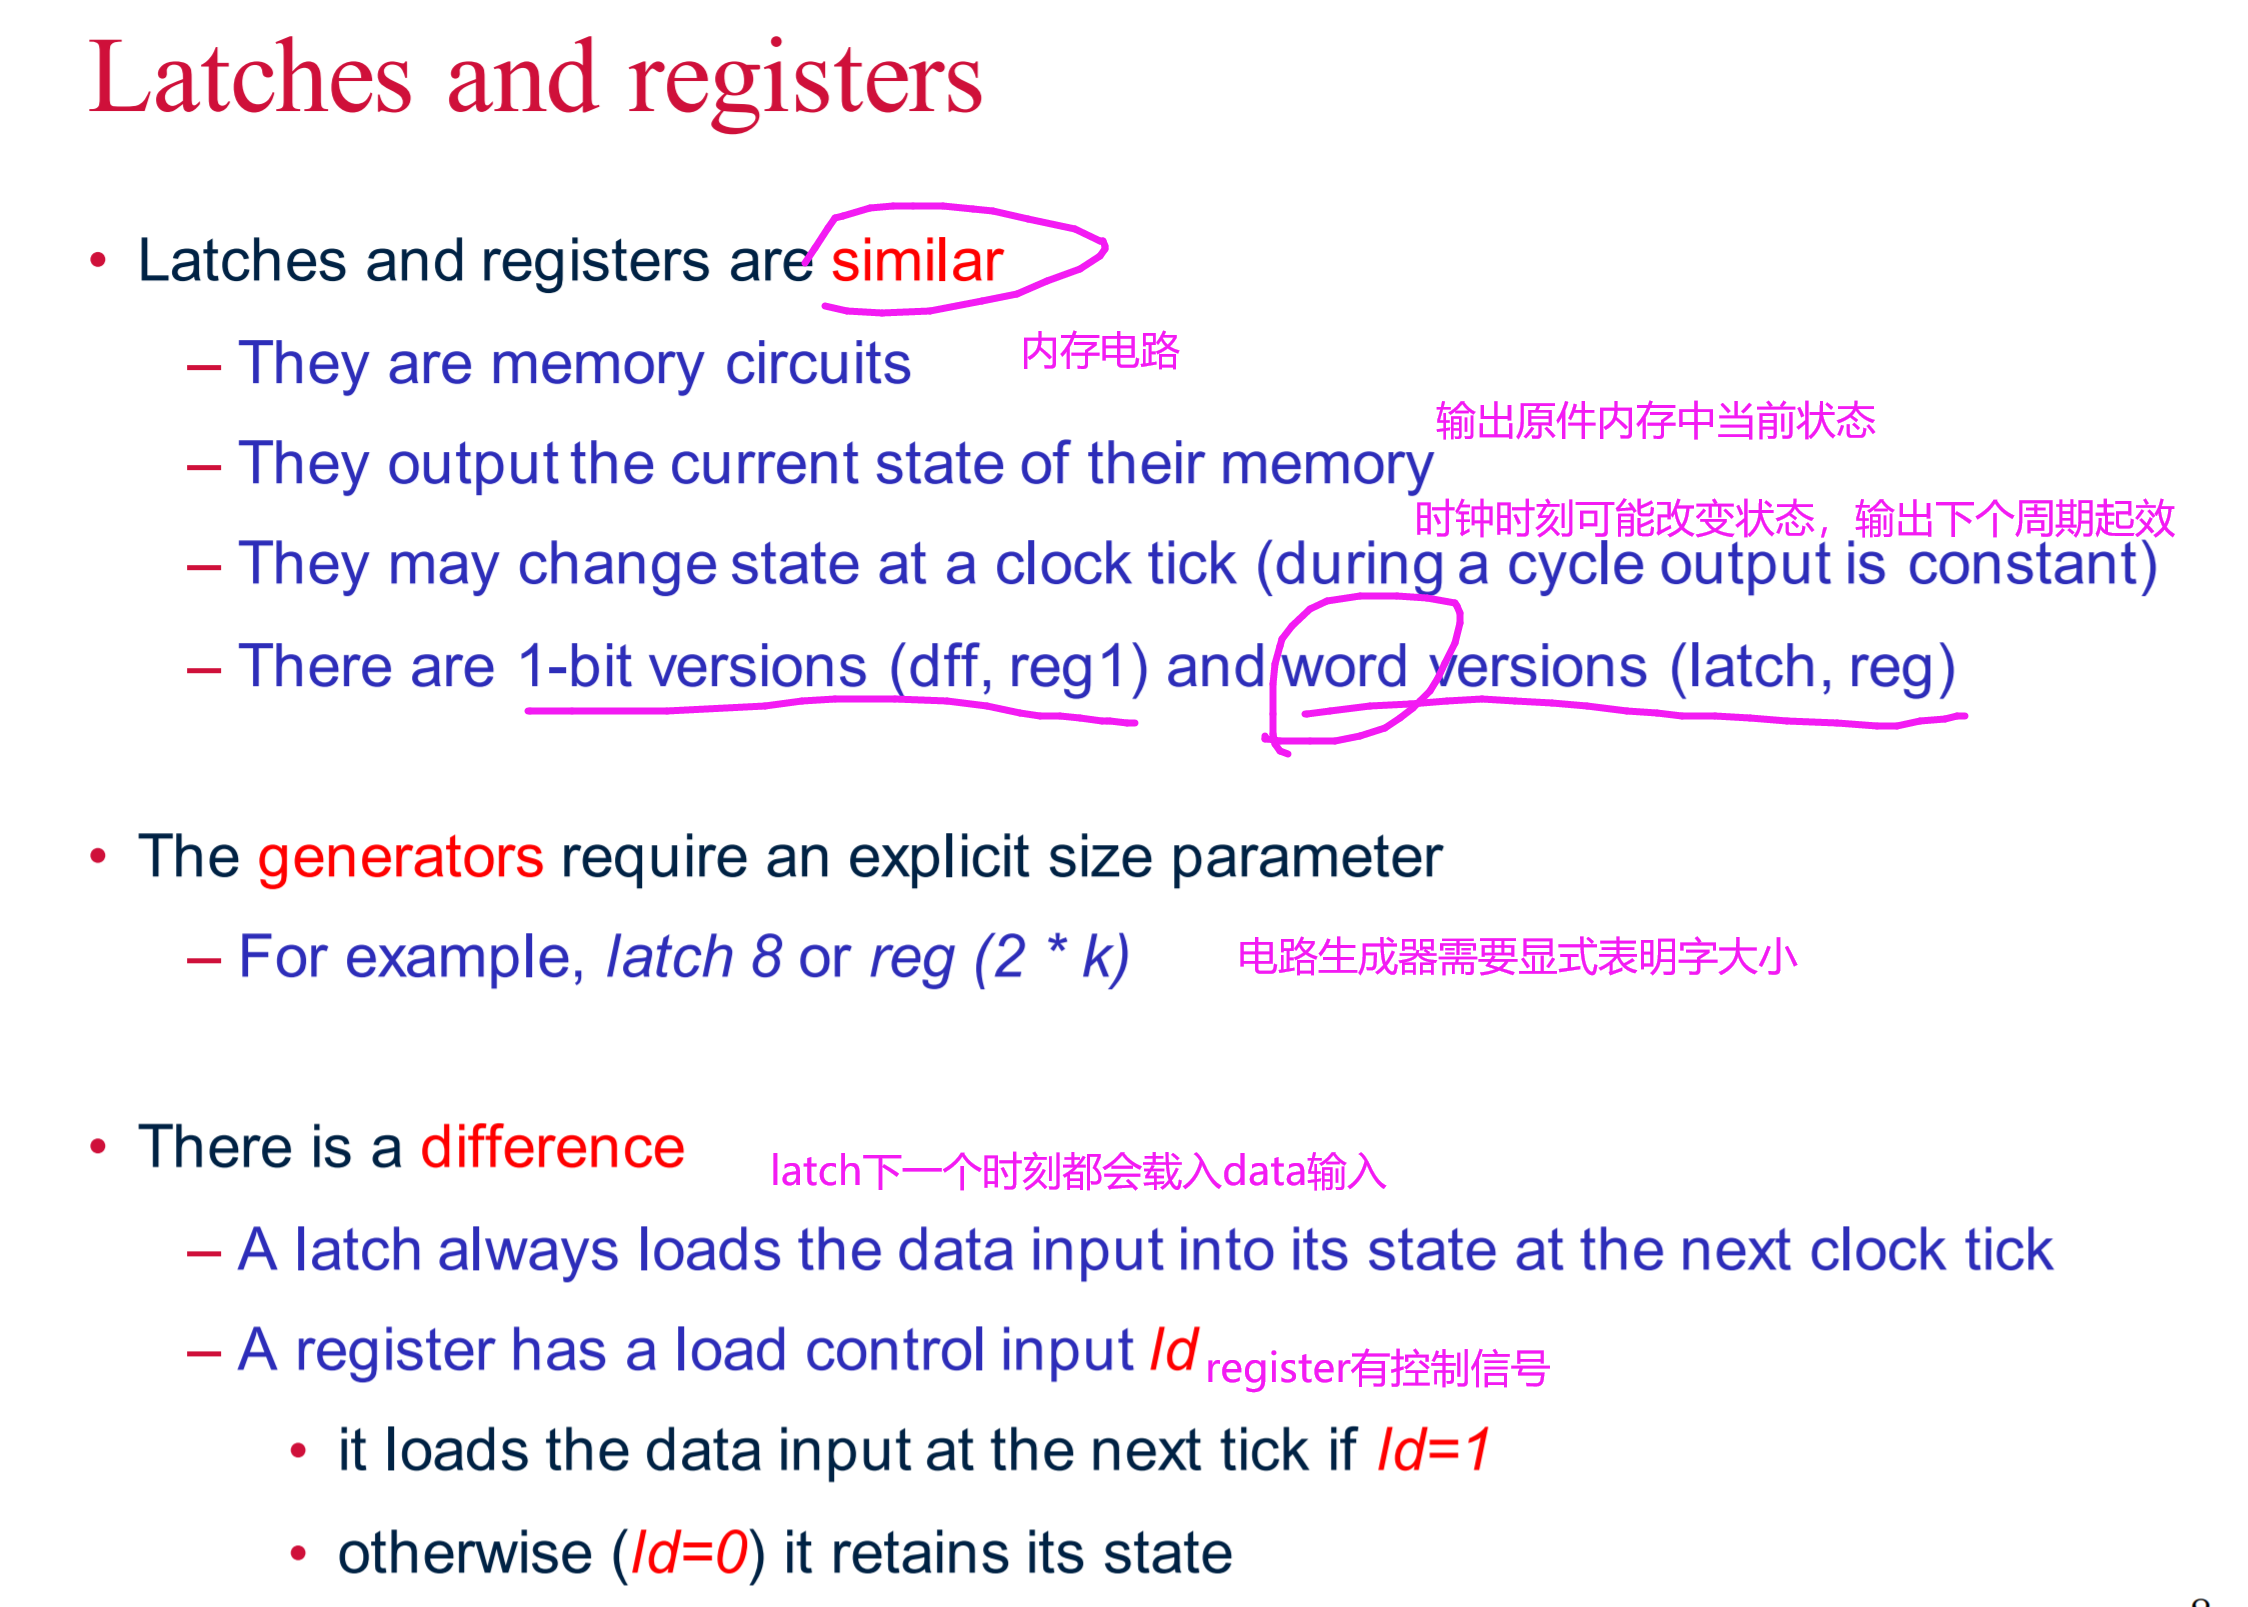 Latches and registers
• Latches and registers are similar
– They are memory circuits
内存电路
输出原件内存中当前状态
– They output the current state of their memory
时钟时刻可能改变状态，输出下个周期起效
– They may change state at a clock tick (during a cycle output is constant)
– There are 1-bit versions (dff, reg1) and word versions (latch, reg)
• The generators require an explicit size parameter
– For example, latch 8 or reg (2 * k)
电路生成器需要显式表明字大小
• There is a difference
latch下一个时刻都会载入data输入
– A latch always loads the data input into its state at the next clock tick
– A register has a load control input ld
register有控制信号
• it loads the data input at the next tick if ld=1
• otherwise (ld=0) it retains its state